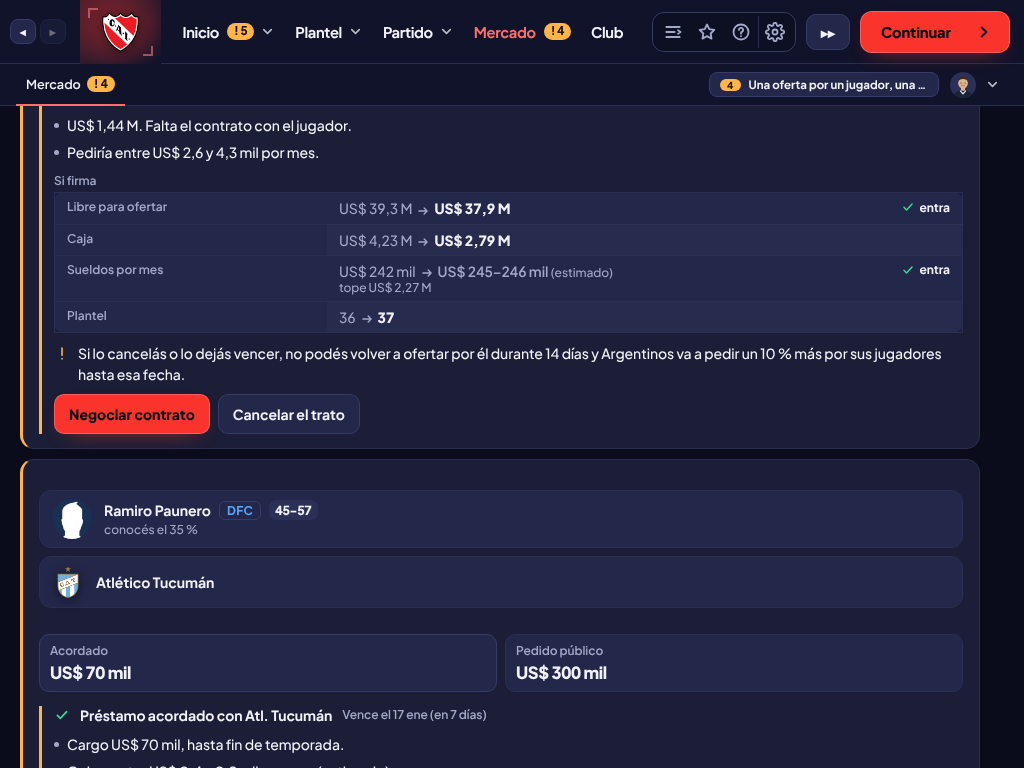 Inicio ! 5
Plantel
Partido
Mercado ! 4
Club
Continuar
Mercado ! 4
4 Una oferta por un jugador, una ...
US$ 1,44 M. Falta el contrato con el jugador.
Pediría entre US$ 2,6 y 4,3 mil por mes.
Si firma
Libre para ofertar US$ 39,3 M → US$ 37,9 M ✓ entra
Caja US$ 4,23 M → US$ 2,79 M
Sueldos por mes US$ 242 mil → US$ 245–246 mil (estimado) ✓ entra
tope US$ 2,27 M
Plantel 36 → 37
! Si lo cancelás o lo dejás vencer, no podés volver a ofertar por él durante 14 días y Argentinos va a pedir un 10 % más por sus jugadores
hasta esa fecha.
Negociar contrato Cancelar el trato
Ramiro Paunero DFC 45–57
conocés el 35 %
Atlético Tucumán
Acordado
US$ 70 mil
Pedido público
US$ 300 mil
✓ Préstamo acordado con Atl. Tucumán Vence el 17 ene (en 7 días)
Cargo US$ 70 mil, hasta fin de temporada.